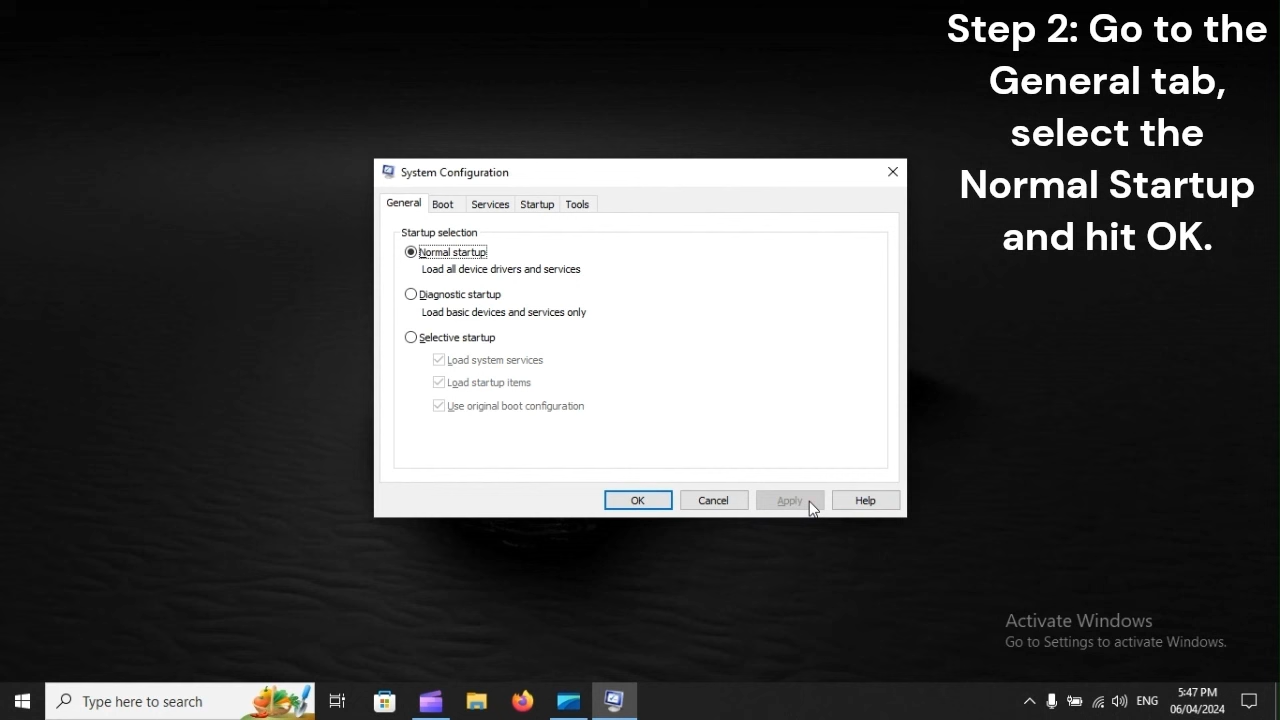 Step 2: Go to the
General tab,
select the
Normal Startup
and hit OK.
System Configuration
General Boot Services Startup Tools
Startup selection
Normal startup
Load all device drivers and services
Diagnostic startup
Load basic devices and services only
Selective startup
Load system services
Load startup items
Use original boot configuration
OK Cancel Apply Help
Activate Windows
Go to Settings to activate Windows.
Type here to search
ENG
5:47 PM
06/04/2024